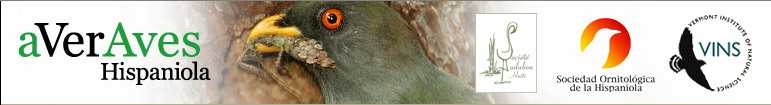 aVerAves
Hispaniola
Société
Audubon
Haiti
Sociedad Ornitológica
de la Hispaniola
VERMONT INSTITUTE OF NATURAL SCIENCE
VINS